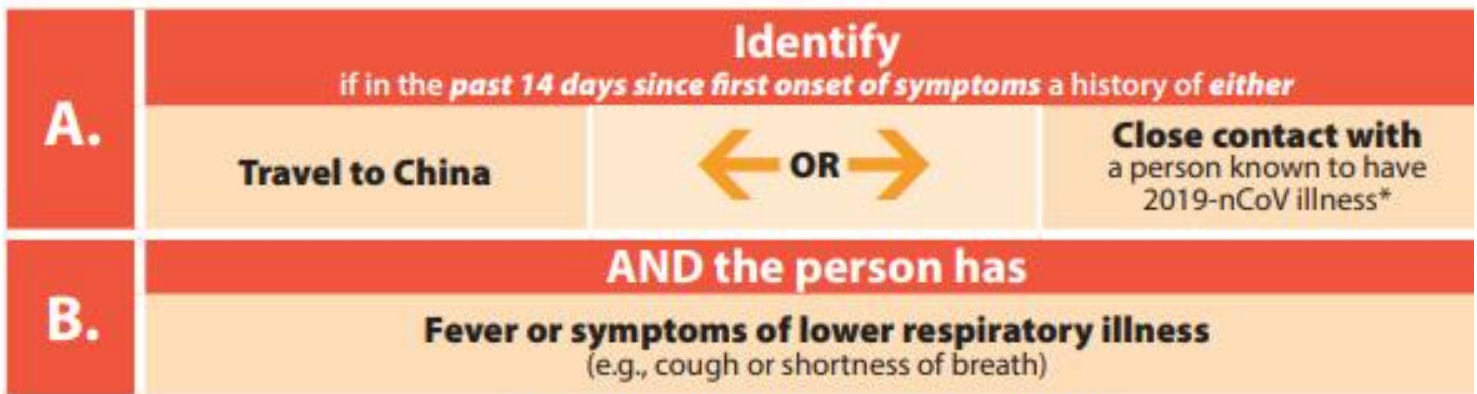 A.
Identify
if in the past 14 days since first onset of symptoms a history of either
Travel to China
OR
Close contact with
a person known to have
2019-nCoV illness*
B.
AND the person has
Fever or symptoms of lower respiratory illness
(e.g., cough or shortness of breath)